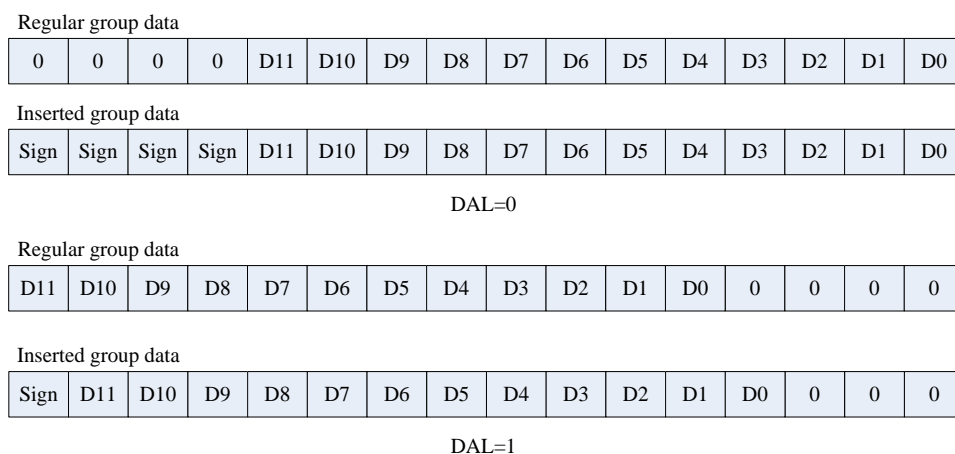 Regular group data
0 0 0 0 D11 D10 D9 D8 D7 D6 D5 D4 D3 D2 D1 D0
Inserted group data
Sign Sign Sign Sign D11 D10 D9 D8 D7 D6 D5 D4 D3 D2 D1 D0
DAL=0
Regular group data
D11 D10 D9 D8 D7 D6 D5 D4 D3 D2 D1 D0 0 0 0 0
Inserted group data
Sign D11 D10 D9 D8 D7 D6 D5 D4 D3 D2 D1 D0 0 0 0
DAL=1